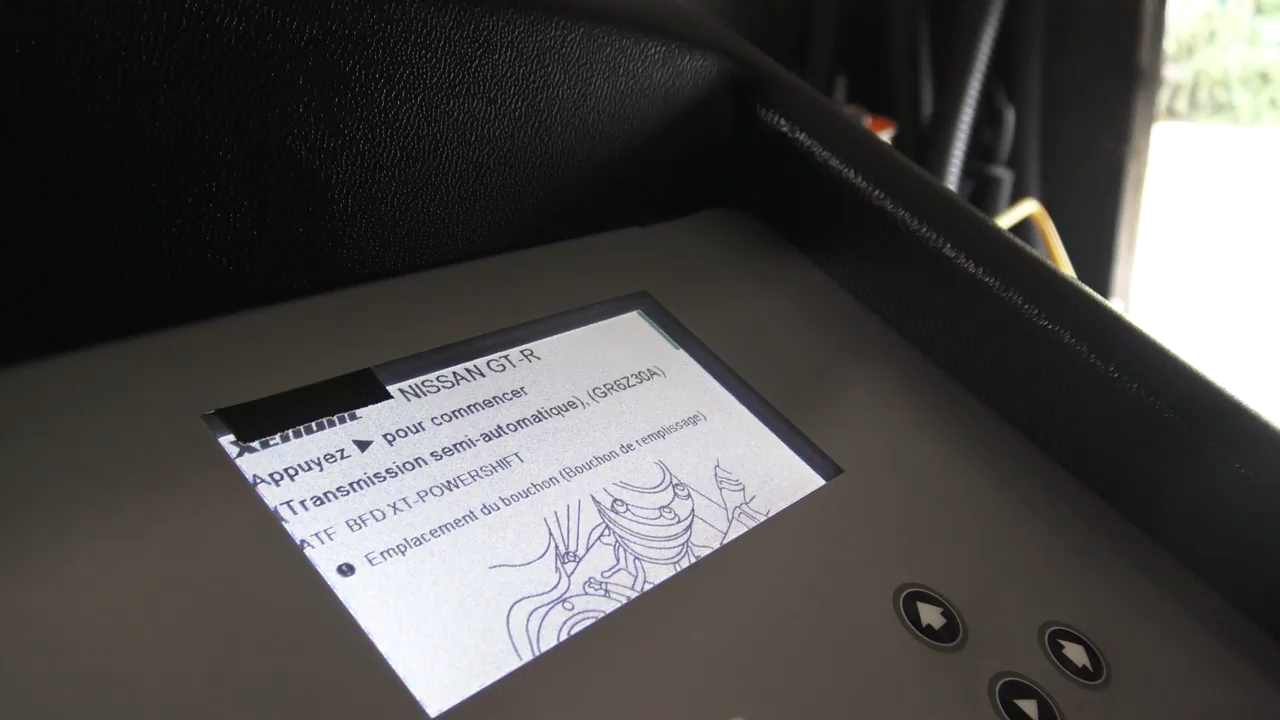 NISSAN GT-R
Appuyez ▶ pour commencer
(Transmission semi-automatique), (GR6Z30A)
ATF BFD XT-POWERSHIFT
Emplacement du bouchon (Bouchon de remplissage)